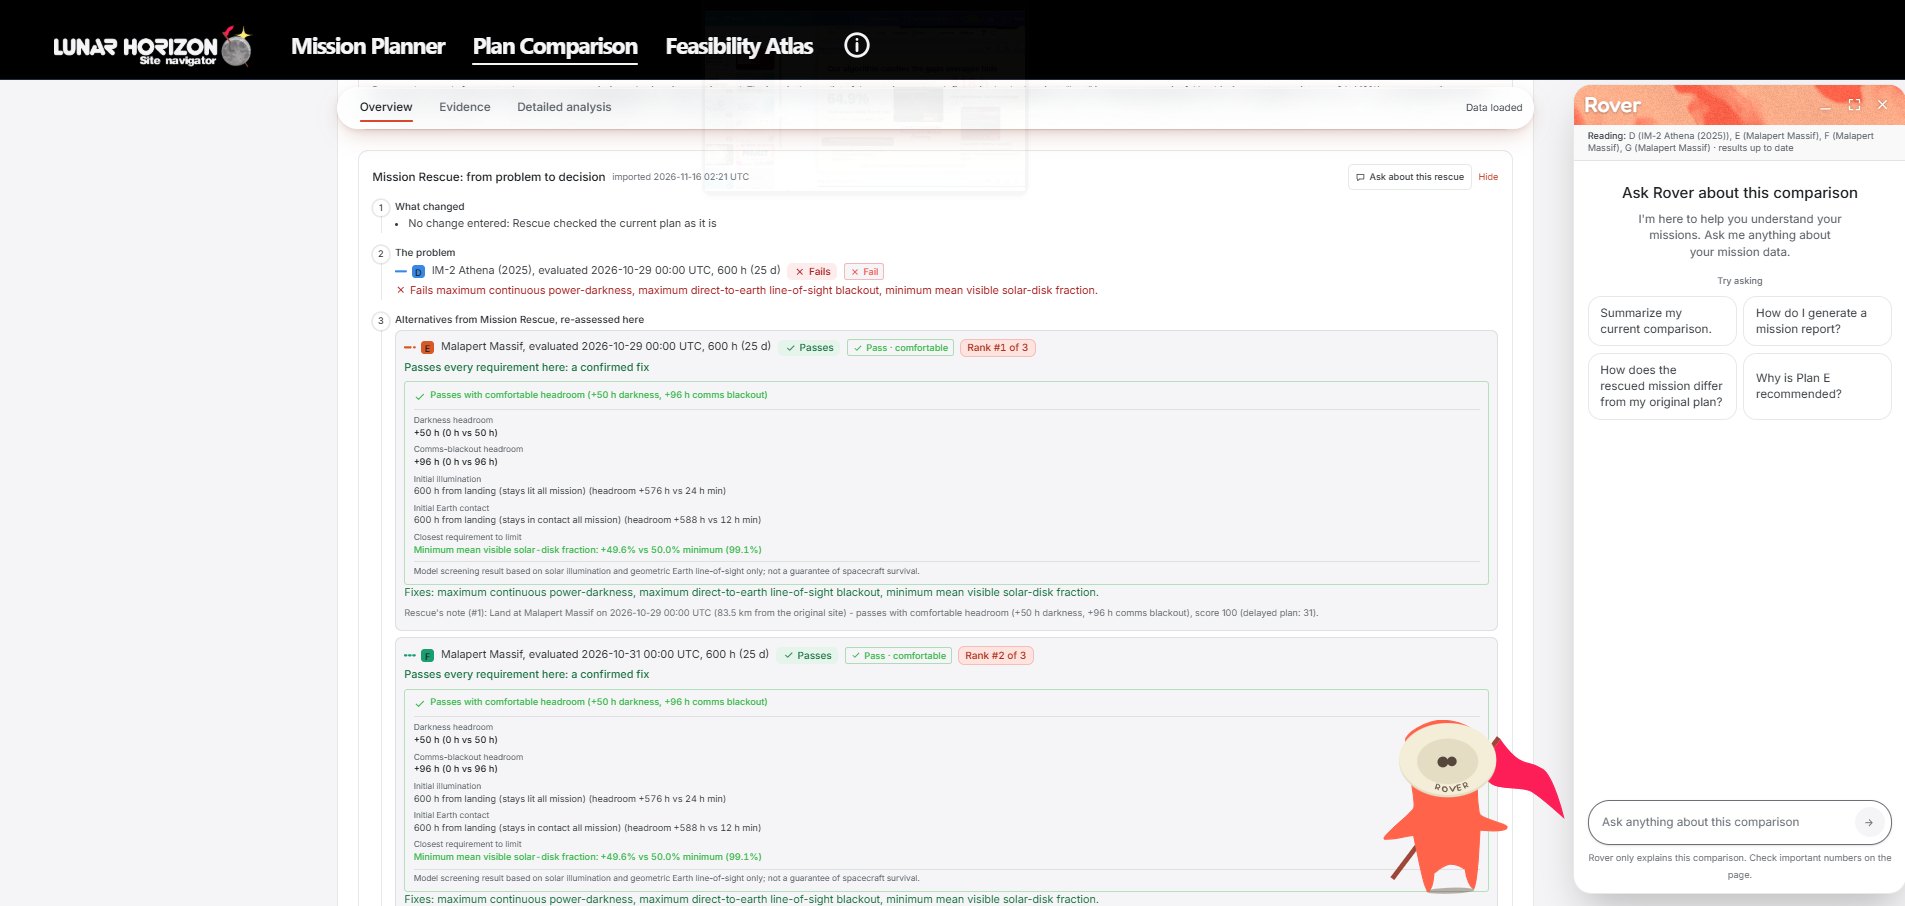 LUNAR HORIZON
Site navigator
Mission Planner
Plan Comparison
Feasibility Atlas
Overview
Evidence
Detailed analysis
Data loaded
Mission Rescue: from problem to decision
imported 2026-11-16 02:21 UTC
Ask about this rescue
Hide
1
What changed
• No change entered: Rescue checked the current plan as it is
2
The problem
D
IM-2 Athena (2025), evaluated 2026-10-29 00:00 UTC, 600 h (25 d)
× Fails
× Fail
× Fails maximum continuous power-darkness, maximum direct-to-earth line-of-sight blackout, minimum mean visible solar-disk fraction.
3
Alternatives from Mission Rescue, re-assessed here
E
Malapert Massif, evaluated 2026-10-29 00:00 UTC, 600 h (25 d)
✓ Passes
✓ Pass · comfortable
Rank #1 of 3
Passes every requirement here: a confirmed fix
✓ Passes with comfortable headroom (+50 h darkness, +96 h comms blackout)
Darkness headroom
+50 h (0 h vs 50 h)
Comms-blackout headroom
+96 h (0 h vs 96 h)
Initial illumination
600 h from landing (stays lit all mission) (headroom +576 h vs 24 h min)
Initial Earth contact
600 h from landing (stays in contact all mission) (headroom +588 h vs 12 h min)
Closest requirement to limit
Minimum mean visible solar-disk fraction: +49.6% vs 50.0% minimum (99.1%)
Model screening result based on solar illumination and geometric Earth line-of-sight only; not a guarantee of spacecraft survival.
Fixes: maximum continuous power-darkness, maximum direct-to-earth line-of-sight blackout, minimum mean visible solar-disk fraction.
Rescue's note (#1): Land at Malapert Massif on 2026-10-29 00:00 UTC (83.5 km from the original site) - passes with comfortable headroom (+50 h darkness, +96 h comms blackout), score 100 (delayed plan: 31).
F
Malapert Massif, evaluated 2026-10-31 00:00 UTC, 600 h (25 d)
✓ Passes
✓ Pass · comfortable
Rank #2 of 3
Passes every requirement here: a confirmed fix
✓ Passes with comfortable headroom (+50 h darkness, +96 h comms blackout)
Darkness headroom
+50 h (0 h vs 50 h)
Comms-blackout headroom
+96 h (0 h vs 96 h)
Initial illumination
600 h from landing (stays lit all mission) (headroom +576 h vs 24 h min)
Initial Earth contact
600 h from landing (stays in contact all mission) (headroom +588 h vs 12 h min)
Closest requirement to limit
Minimum mean visible solar-disk fraction: +49.6% vs 50.0% minimum (99.1%)
Model screening result based on solar illumination and geometric Earth line-of-sight only; not a guarantee of spacecraft survival.
Fixes: maximum continuous power-darkness, maximum direct-to-earth line-of-sight blackout, minimum mean visible solar-disk fraction.
ROVER
Rover
Reading: D (IM-2 Athena (2025)), E (Malapert Massif), F (Malapert
Massif), G (Malapert Massif) · results up to date
Ask Rover about this comparison
I'm here to help you understand your
missions. Ask me anything about
your mission data.
Try asking
Summarize my
current comparison.
How do I generate a
mission report?
How does the
rescued mission differ
from my original plan?
Why is Plan E
recommended?
Ask anything about this comparison
Rover only explains this comparison. Check important numbers on the
page.